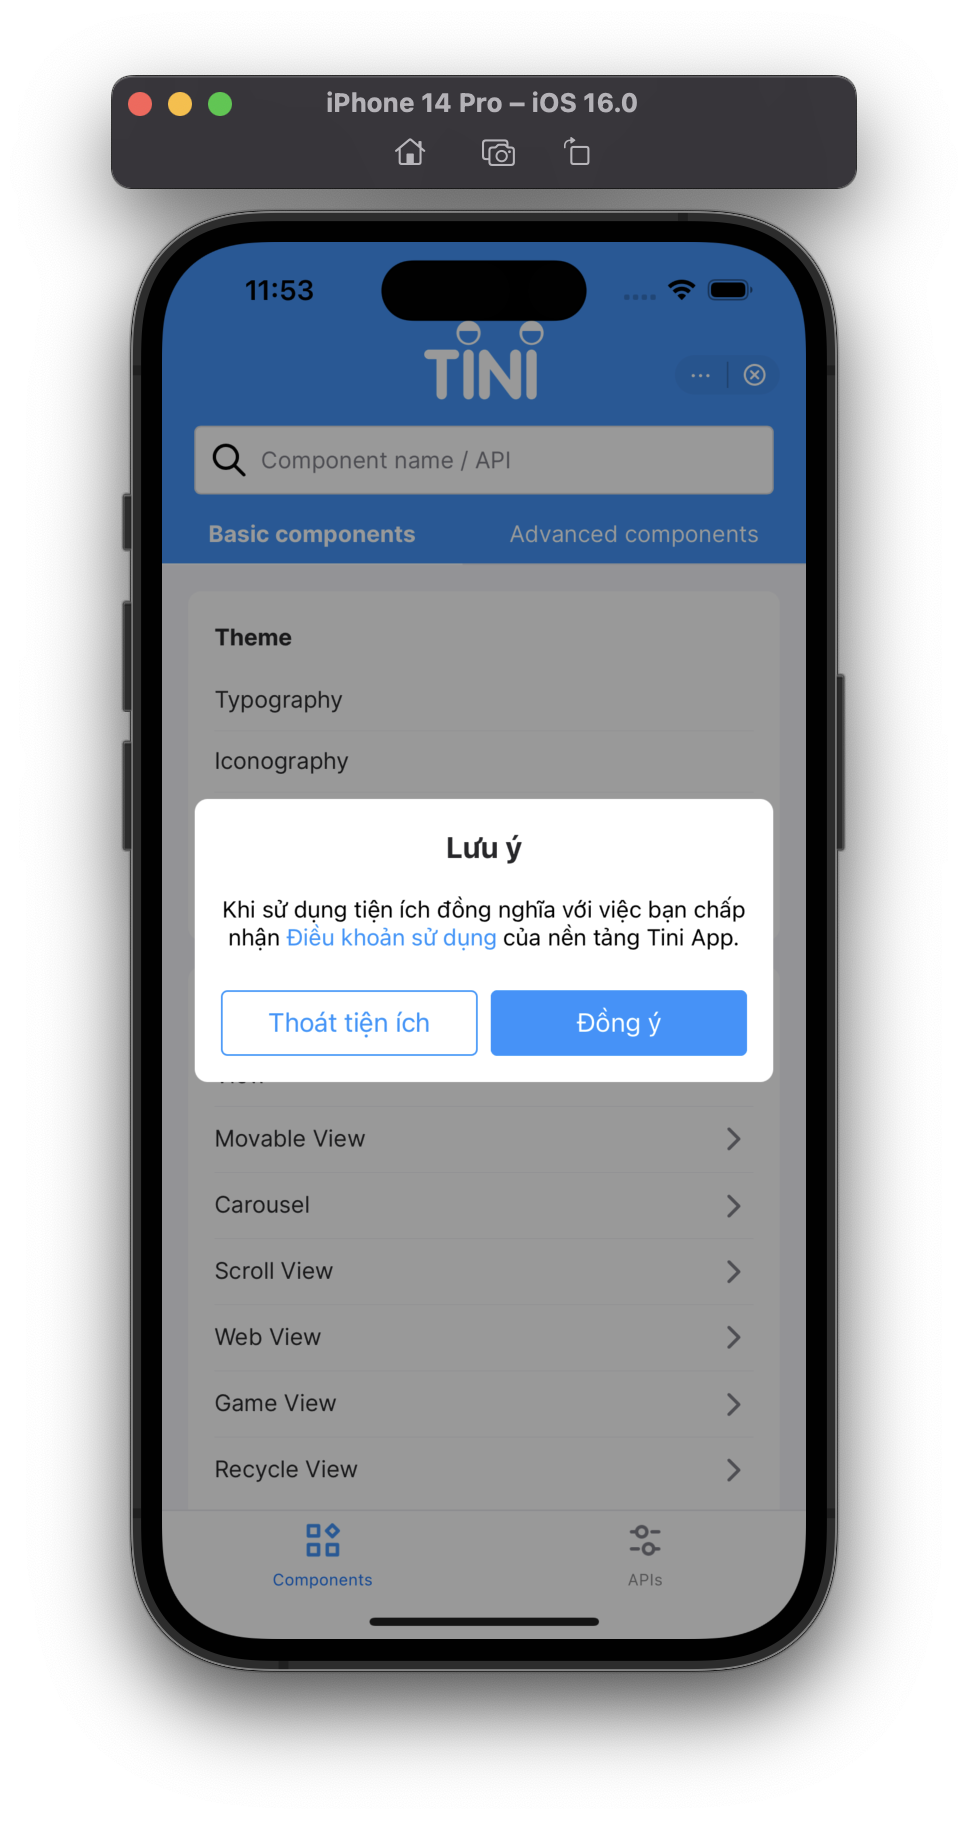 iPhone 14 Pro – iOS 16.0
11:53
TINI
Component name / API
Basic components
Advanced components
Theme
Typography
Iconography
Lưu ý
Khi sử dụng tiện ích đồng nghĩa với việc bạn chấp
nhận Điều khoản sử dụng của nền tảng Tini App.
Thoát tiện ích
Đồng ý
Movable View
Carousel
Scroll View
Web View
Game View
Recycle View
Components
APIs